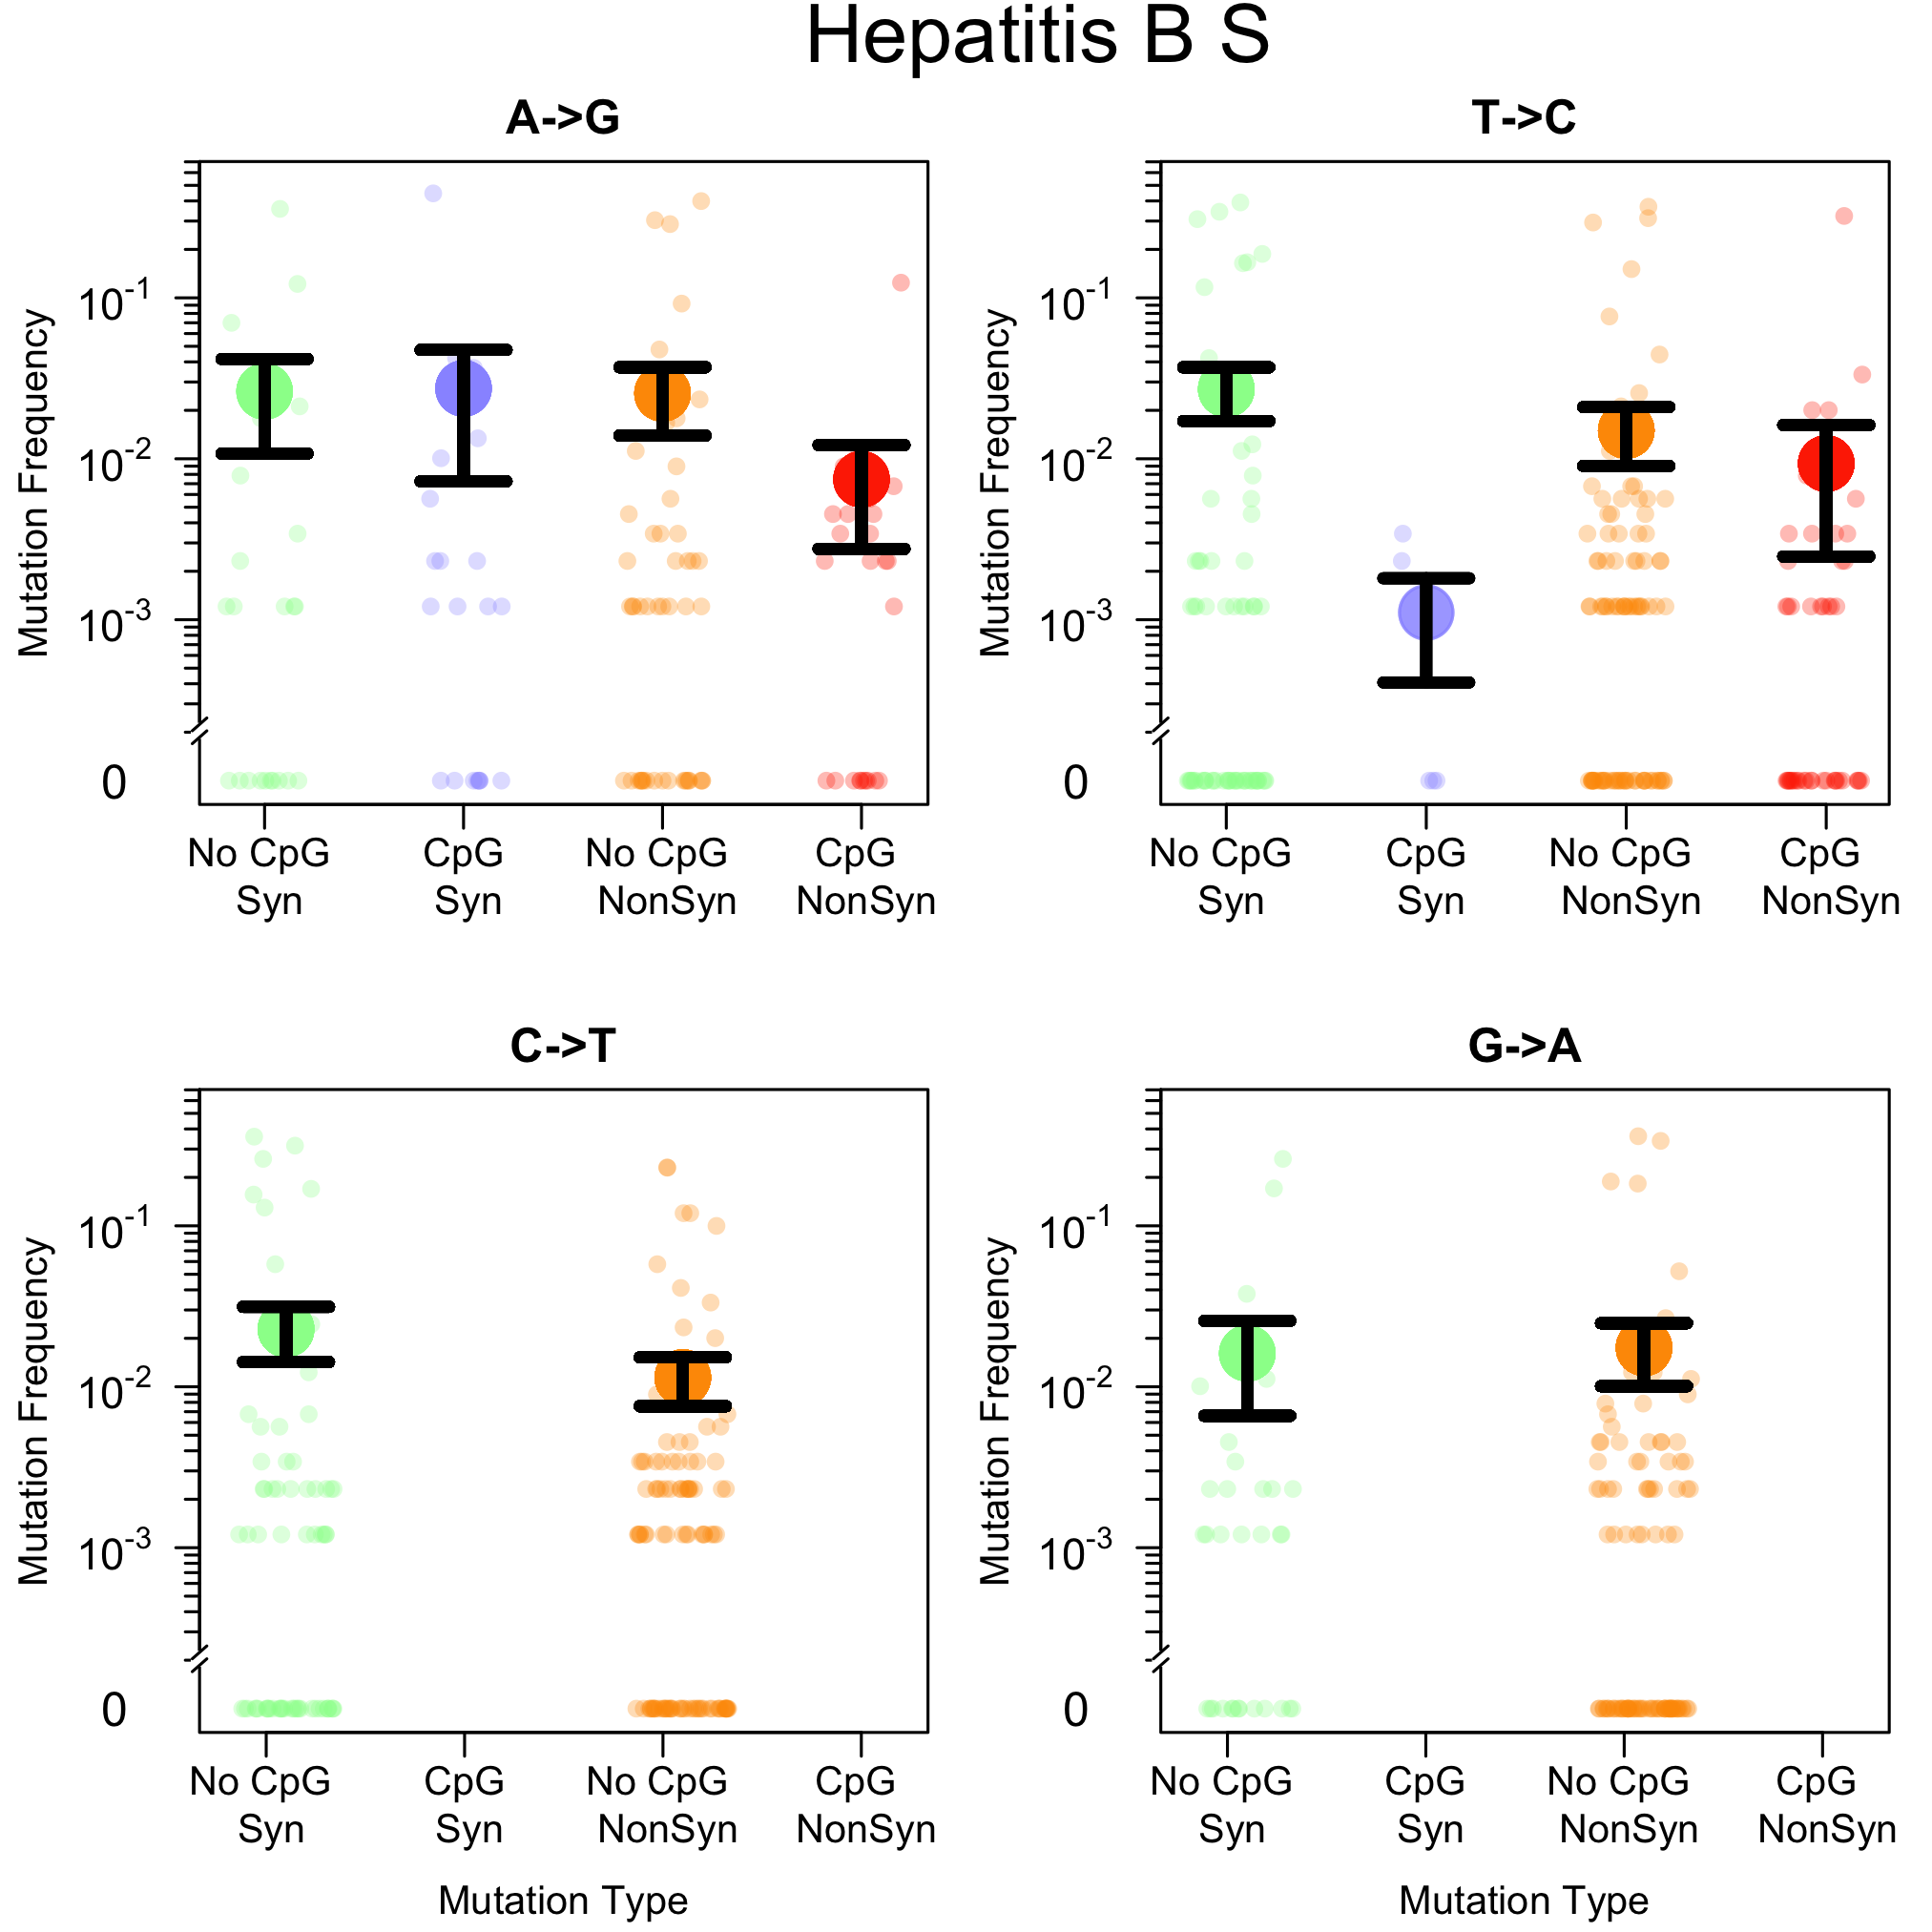 Hepatitis B S
A->G
Mutation Frequency
10-1
10-2
10-3
0
No CpG CpG No CpG CpG
Syn Syn NonSyn NonSyn
T->C
Mutation Frequency
10-1
10-2
10-3
0
No CpG CpG No CpG CpG
Syn Syn NonSyn NonSyn
C->T
Mutation Frequency
10-1
10-2
10-3
0
No CpG CpG No CpG CpG
Syn Syn NonSyn NonSyn
Mutation Type
G->A
Mutation Frequency
10-1
10-2
10-3
0
No CpG CpG No CpG CpG
Syn Syn NonSyn NonSyn
Mutation Type